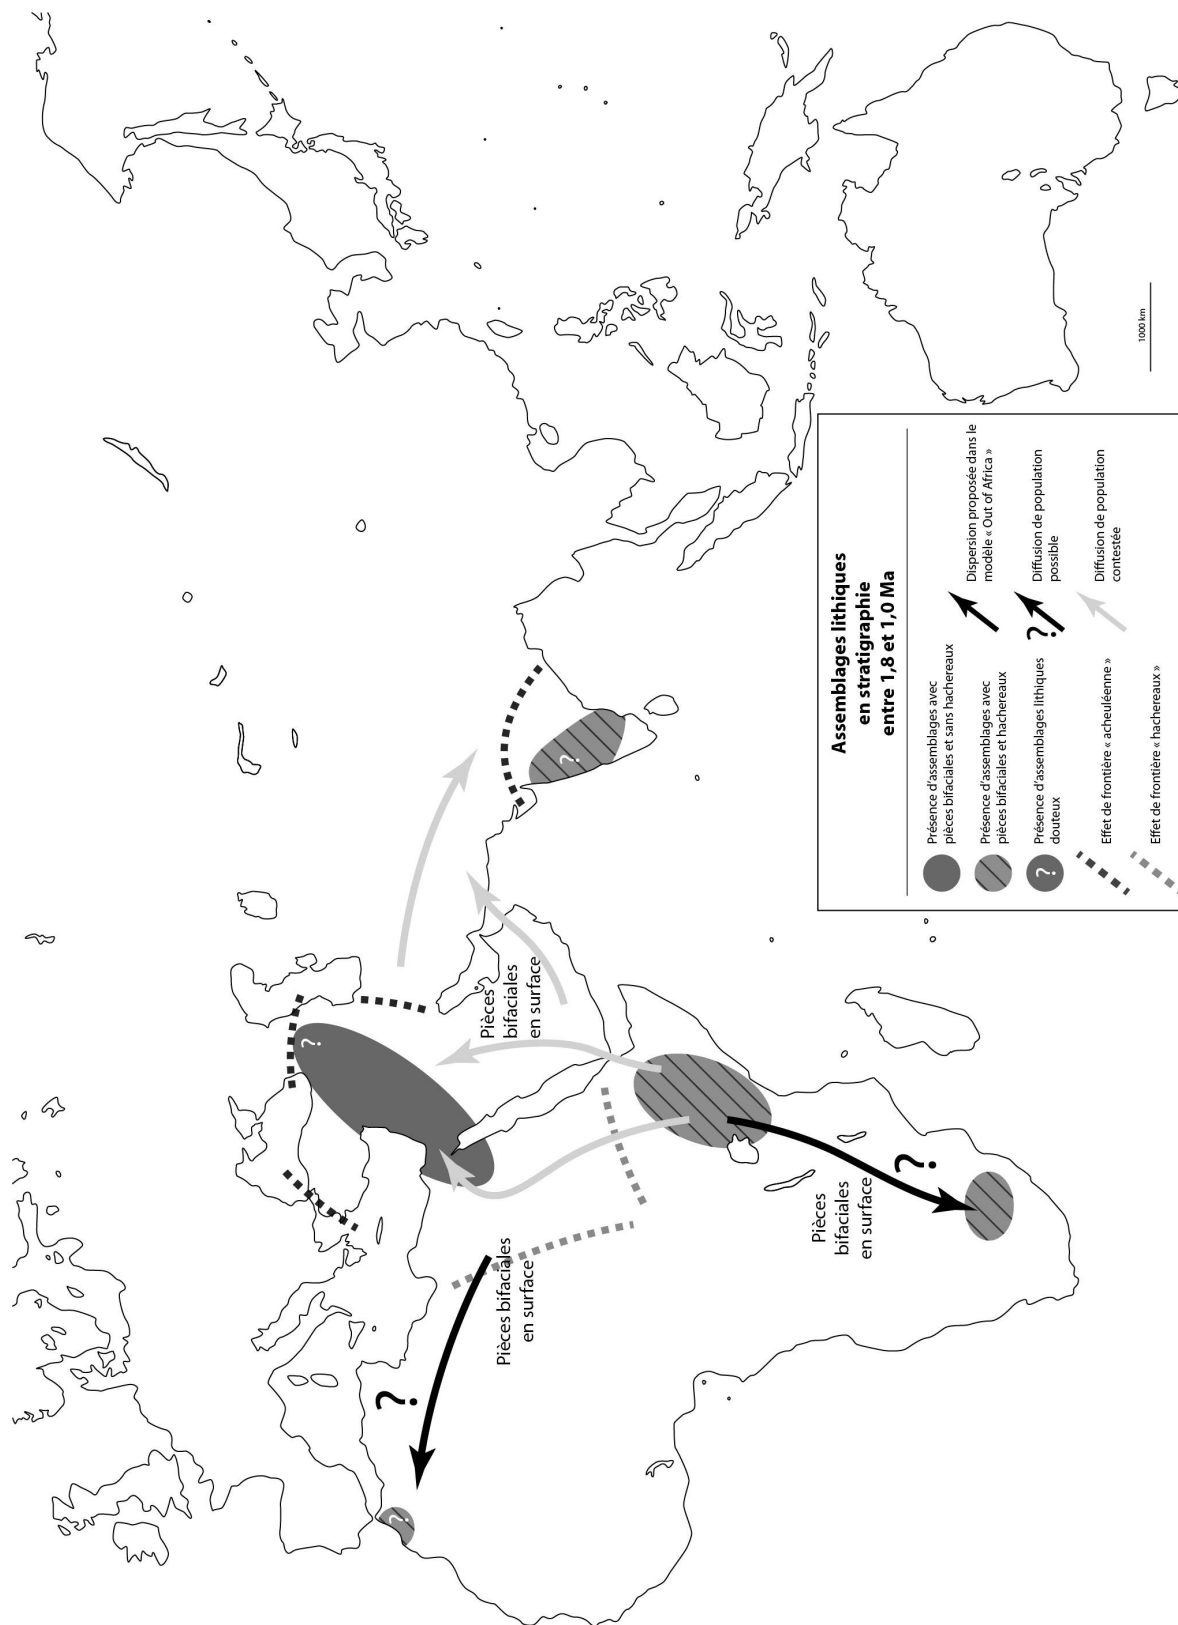 Pièces bifaciales
en surface
?
Pièces
bifaciales
en surface
?
Pièces
bifaciales
en surface
?
?
?
Assemblages lithiques
en stratigraphie
entre 1,8 et 1,0 Ma
Présence d'assemblages avec
pièces bifaciales et sans hachereaux
Présence d'assemblages avec
pièces bifaciales et hachereaux
?
Présence d'assemblages lithiques
douteux
Effet de frontière « acheuléenne »
Effet de frontière « hachereaux »
Dispersion proposée dans le
modèle « Out of Africa »
?
Diffusion de population
possible
Diffusion de population
contestée
1000 km